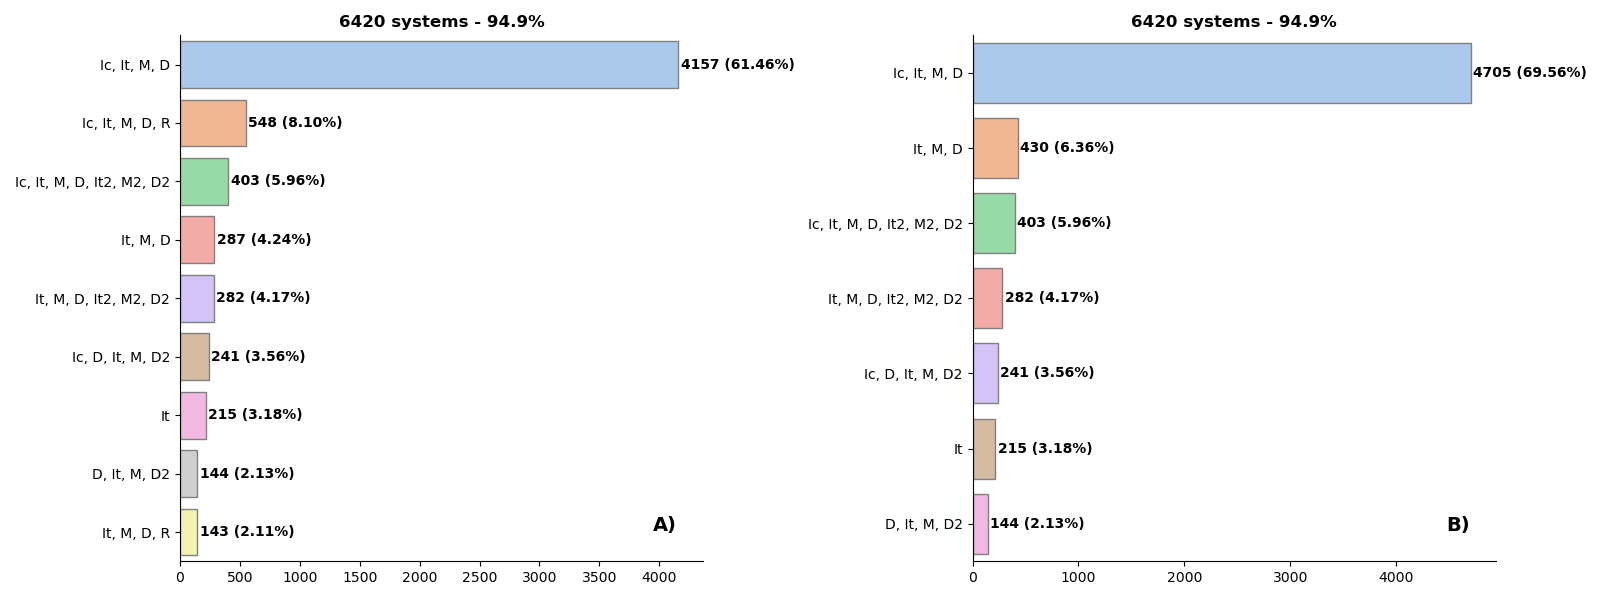 6420 systems - 94.9%
Ic, It, M, D 4157 (61.46%)
Ic, It, M, D, R 548 (8.10%)
Ic, It, M, D, It2, M2, D2 403 (5.96%)
It, M, D 287 (4.24%)
It, M, D, It2, M2, D2 282 (4.17%)
Ic, D, It, M, D2 241 (3.56%)
It 215 (3.18%)
D, It, M, D2 144 (2.13%)
It, M, D, R 143 (2.11%)
A)
0 500 1000 1500 2000 2500 3000 3500 4000
6420 systems - 94.9%
Ic, It, M, D 4705 (69.56%)
It, M, D 430 (6.36%)
Ic, It, M, D, It2, M2, D2 403 (5.96%)
It, M, D, It2, M2, D2 282 (4.17%)
Ic, D, It, M, D2 241 (3.56%)
It 215 (3.18%)
D, It, M, D2 144 (2.13%)
B)
0 1000 2000 3000 4000